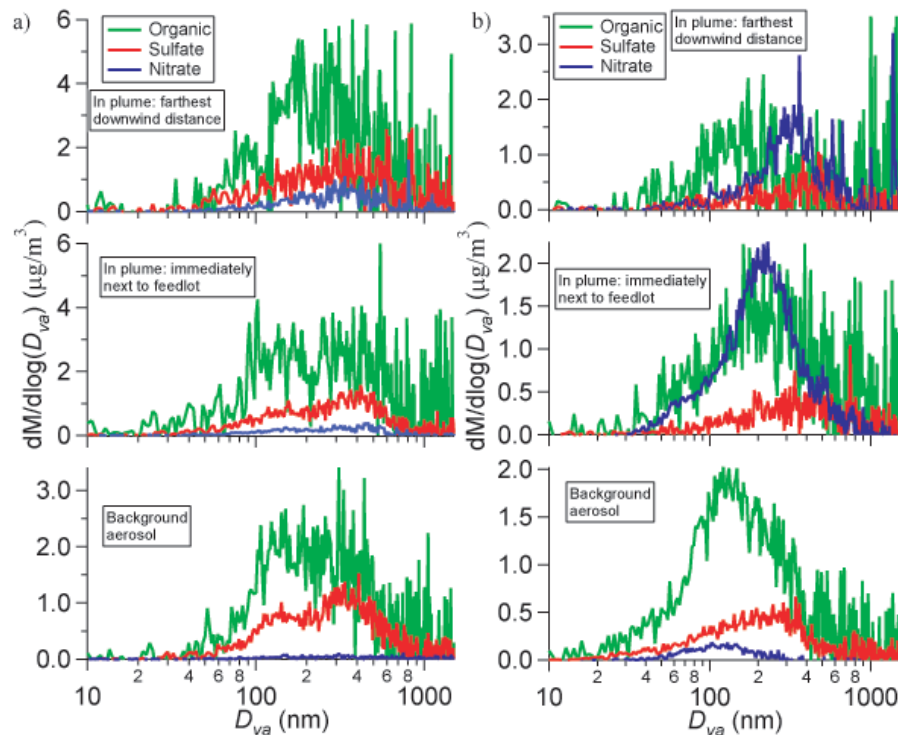 a)
Organic
Sulfate
Nitrate
In plume: farthest
downwind distance
6
4
2
0
In plume: immediately
next to feedlot
6
4
2
0
Background
aerosol
3.0
2.0
1.0
0.0
dM/dlog(Dva) (µg/m3)
10 2 4 6 8 100 2 4 6 8 1000
Dva (nm)
b)
Organic
Sulfate
Nitrate
In plume: farthest
downwind distance
3.0
2.0
1.0
0.0
In plume: immediately
next to feedlot
2.0
1.5
1.0
0.5
0.0
Background
aerosol
2.0
1.5
1.0
0.5
0.0
dM/dlog(Dva) (µg/m3)
10 2 4 6 8 100 2 4 6 8 1000
Dva (nm)